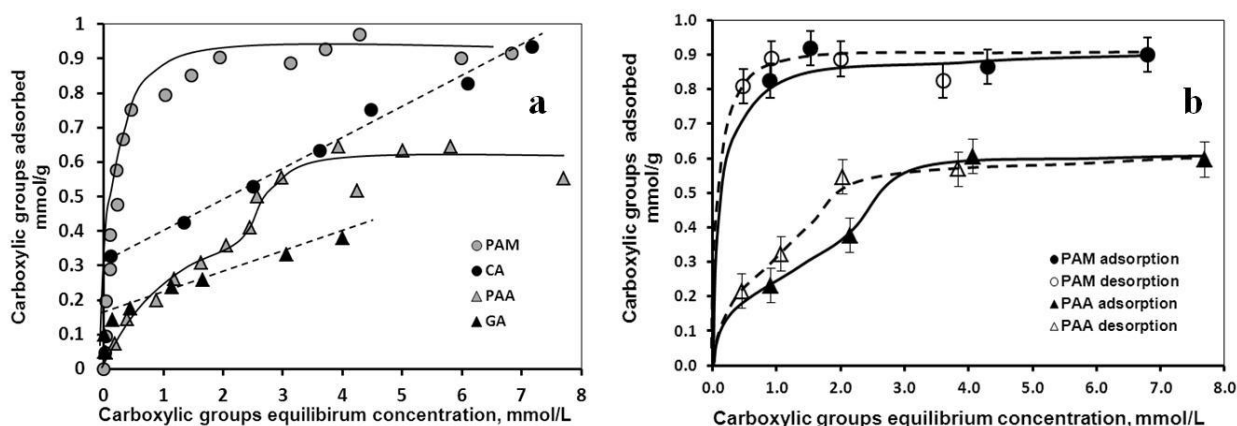 a
Carboxylic groups adsorbed
mmol/g
1
0.9
0.8
0.7
0.6
0.5
0.4
0.3
0.2
0.1
0
PAM
CA
PAA
GA
0 1 2 3 4 5 6 7 8
Carboxylic groups equilibirum concentration, mmol/L
b
Carboxylic groups adsorbed
mmol/g
1.0
0.9
0.8
0.7
0.6
0.5
0.4
0.3
0.2
0.1
0.0
PAM adsorption
PAM desorption
PAA adsorption
PAA desorption
0.0 1.0 2.0 3.0 4.0 5.0 6.0 7.0 8.0
Carboxylic groups equilibrium concentration, mmol/L